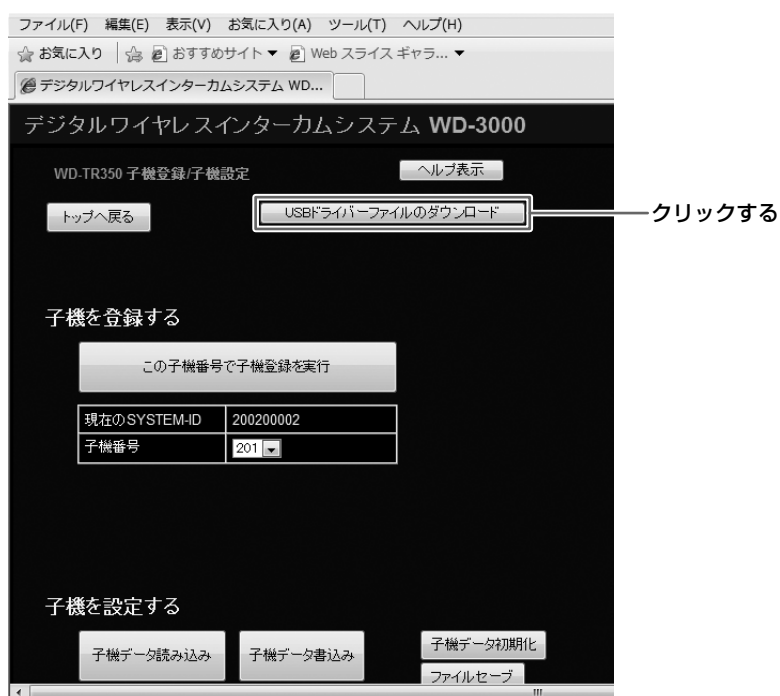 ファイル(F) 編集(E) 表示(V) お気に入り(A) ツール(T) ヘルプ(H)
お気に入り おすすめサイト ▼ Web スライス ギャラ... ▼
デジタルワイヤレスインターカムシステム WD...
デジタルワイヤレスインターカムシステム WD-3000
WD-TR350 子機登録/子機設定 ヘルプ表示
トップへ戻る USBドライバーファイルのダウンロード クリックする
子機を登録する
この子機番号で子機登録を実行
現在のSYSTEM-ID 200200002
子機番号 201
子機を設定する
子機データ読み込み 子機データ書込み 子機データ初期化
ファイルセーブ